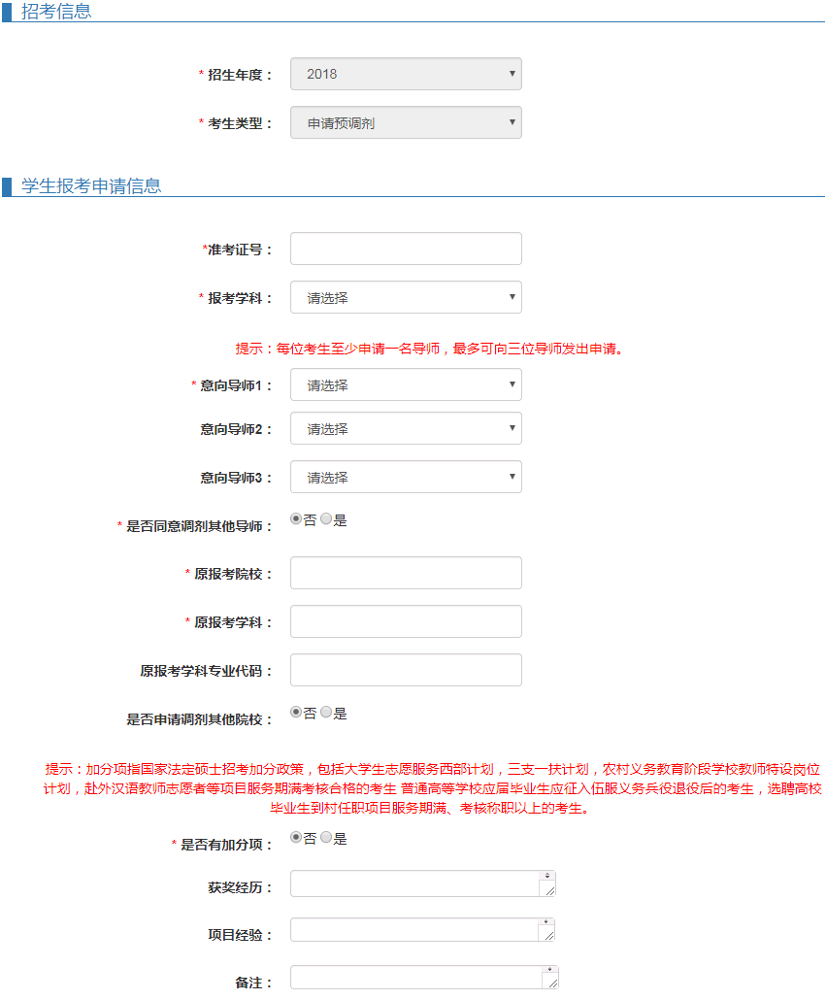 招考信息
* 招生年度： 2018
* 考生类型： 申请预调剂
学生报考申请信息
*准考证号：
* 报考学科： 请选择
提示：每位考生至少申请一名导师，最多可向三位导师发出申请。
* 意向导师1： 请选择
意向导师2： 请选择
意向导师3： 请选择
* 是否同意调剂其他导师： 否 是
* 原报考院校：
* 原报考学科：
原报考学科专业代码：
是否申请调剂其他院校： 否 是
提示：加分项指国家法定硕士招考加分政策，包括大学生志愿服务西部计划，三支一扶计划，农村义务教育阶段学校教师特设岗位
计划，赴外汉语教师志愿者等项目服务期满考核合格的考生 普通高等学校应届毕业生应征入伍服义务兵役退役后的考生，选聘高校
毕业生到村任职项目服务期满、考核称职以上的考生。
* 是否有加分项： 否 是
获奖经历：
项目经验：
备注：